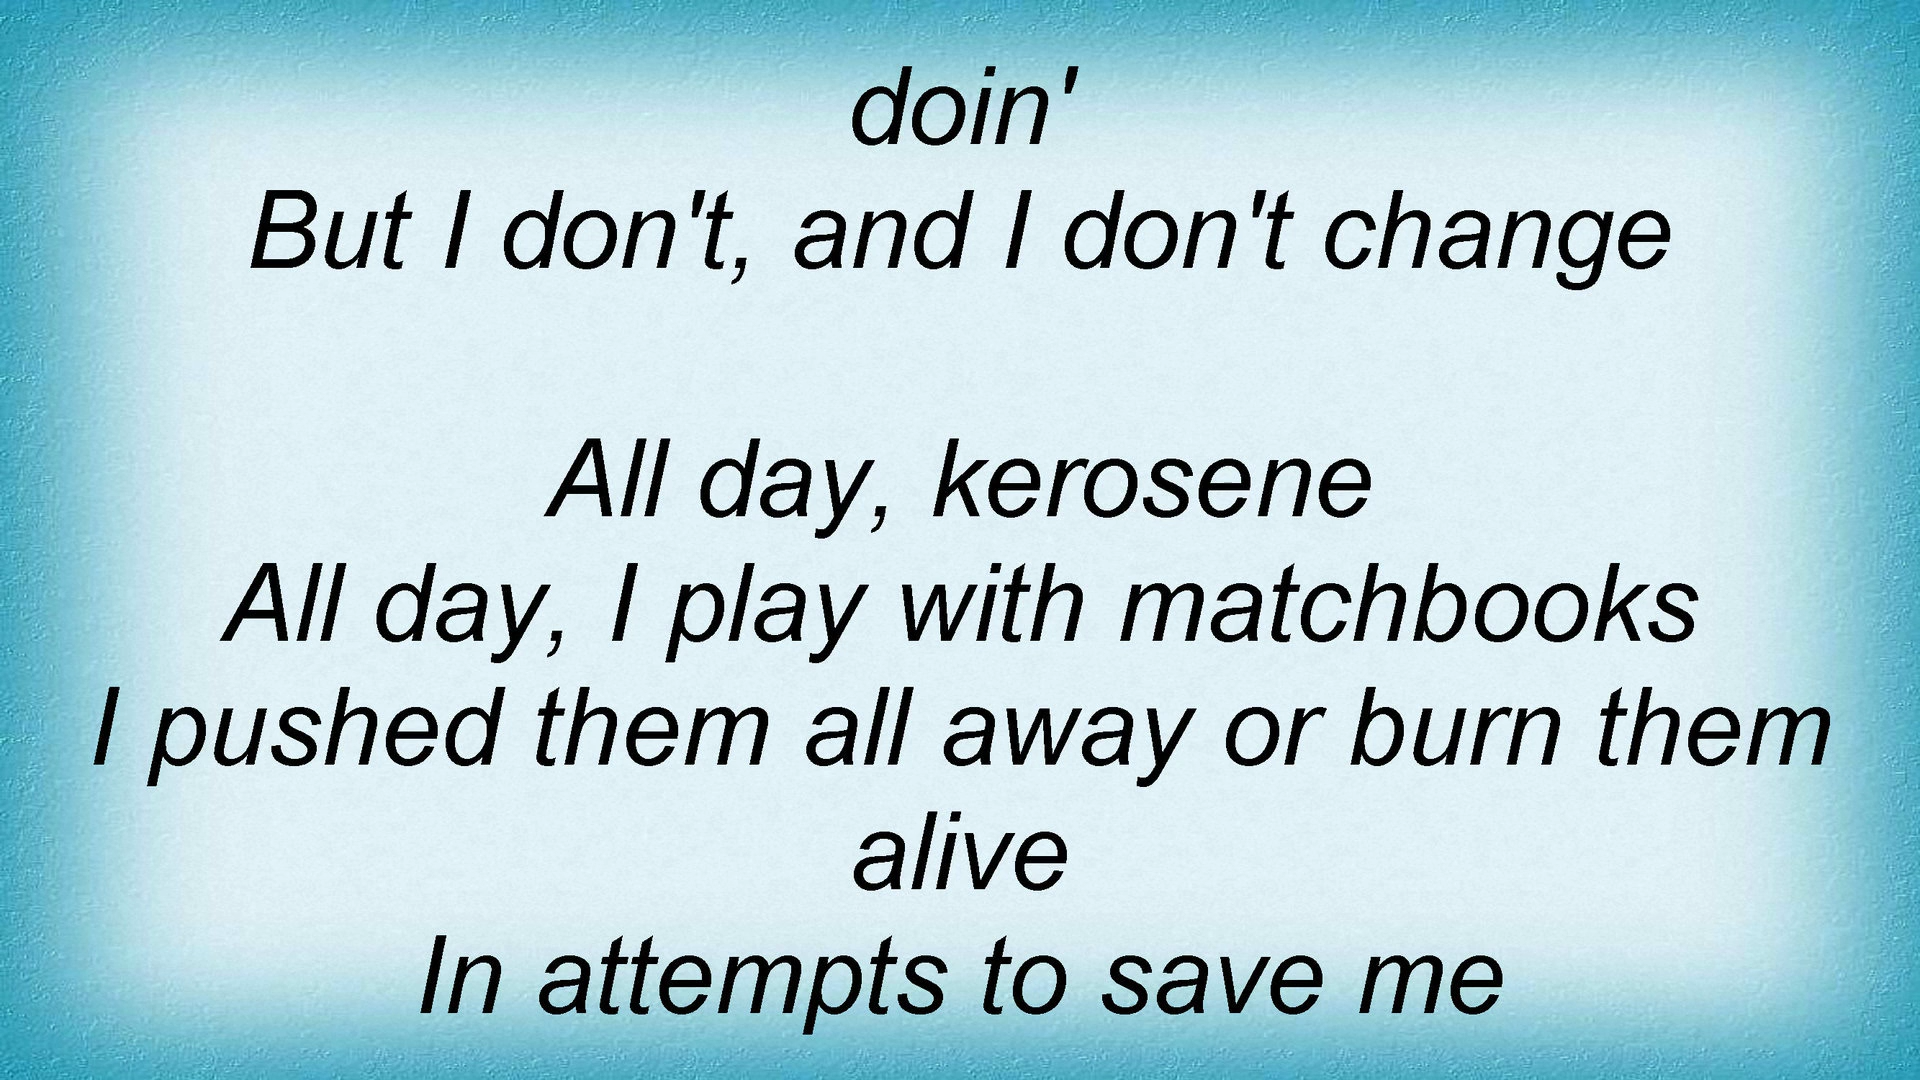 doin'
But I don't, and I don't change
All day, kerosene
All day, I play with matchbooks
I pushed them all away or burn them
alive
In attempts to save me